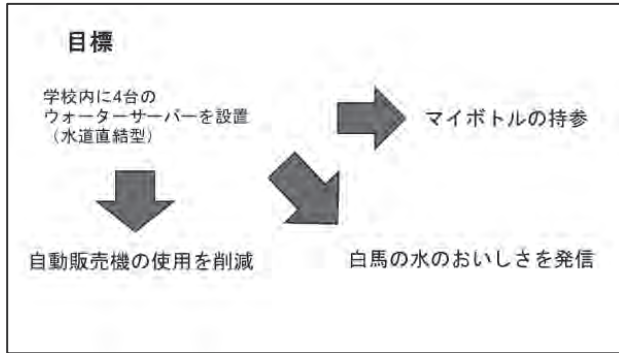 目標
学校内に4台の
ウォーターサーバーを設置
（水道直結型）
マイボトルの持参
自動販売機の使用を削減
白馬の水のおいしさを発信